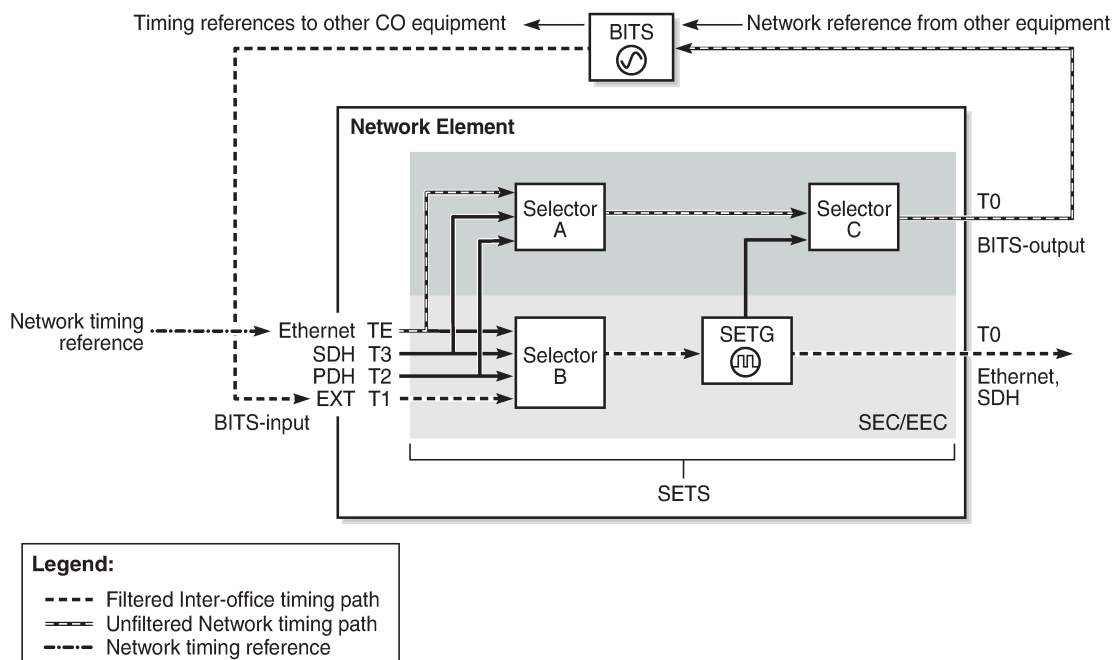 Timing references to other CO equipment
BITS
Network reference from other equipment
Network Element
Selector
A
Selector
C
T0
BITS-output
Network timing
reference
Ethernet TE
SDH T3
PDH T2
EXT T1
BITS-input
Selector
B
SETG
T0
Ethernet,
SDH
SEC/EEC
SETS
Legend:
Filtered Inter-office timing path
Unfiltered Network timing path
Network timing reference